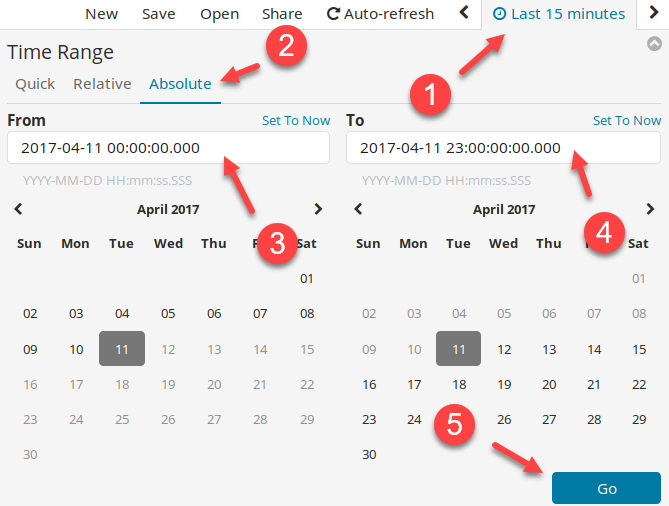 New Save Open Share Auto-refresh Last 15 minutes
1
2
Time Range
Quick Relative Absolute
From Set To Now To Set To Now
2017-04-11 00:00:00.000 2017-04-11 23:00:00:00.000
YYYY-MM-DD HH:mm:ss.SSS YYYY-MM-DD HH:mm:ss.SSS
3 4
April 2017 April 2017
Sun Mon Tue Wed Thu Sat Sun Mon Tue Wed Thu Sat
01 01
02 03 04 05 06 07 08 02 03 04 05 06 07 08
09 10 11 12 13 14 15 09 10 11 12 13 14 15
16 17 18 19 20 21 22 16 17 18 19 20 21 22
23 24 25 26 27 28 29 23 24 26 27 28 29
5
30 30
Go